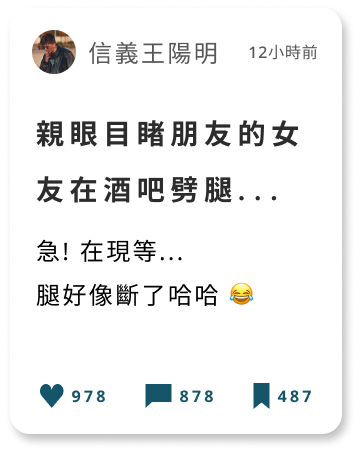 信義王陽明
12小時前
親眼目睹朋友的女
友在酒吧劈腿...
急! 在現等...
腿好像斷了哈哈 😂
978
878
487